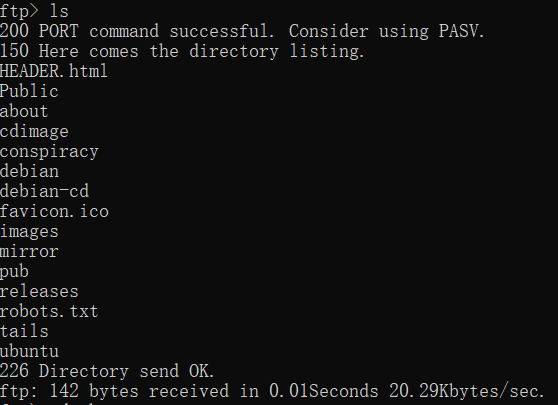 ftp> ls
200 PORT command successful. Consider using PASV.
150 Here comes the directory listing.
HEADER.html
Public
about
cdimage
conspiracy
debian
debian-cd
favicon.ico
images
mirror
pub
releases
robots.txt
tails
ubuntu
226 Directory send OK.
ftp: 142 bytes received in 0.01Seconds 20.29Kbytes/sec.